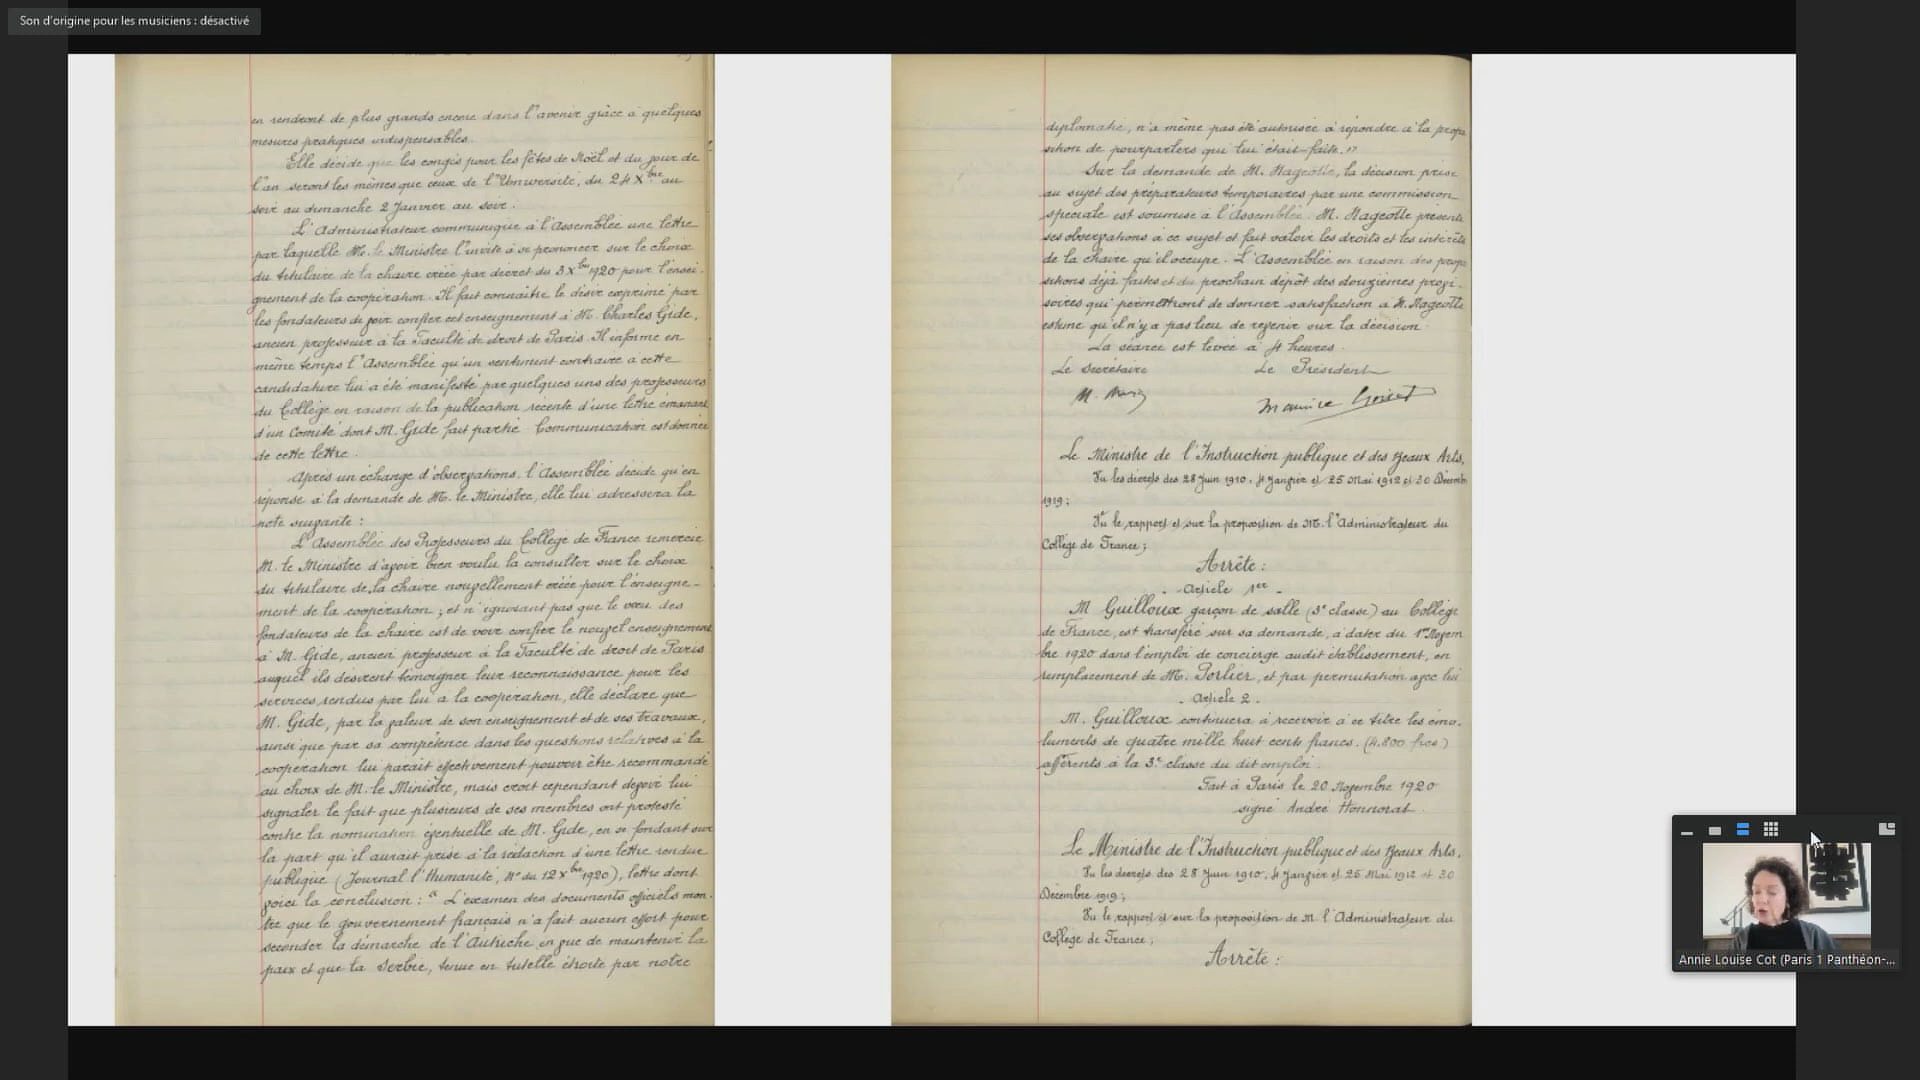 Son d'origine pour les musiciens : désactivé
en rendront de plus grands encore dans l'avenir grâce à quelques
mesures pratiques indispensables.
Elle décide que les congés pour les fêtes de Noël et du jour de
l'an seront les mêmes que ceux de l'Université, du 24 Xbre au
soir au dimanche 2 Janvier au soir.
L'Administrateur communique à l'Assemblée une lettre
par laquelle M. le Ministre l'invite à se prononcer sur le choix
du titulaire de la chaire créée par décret du 3 Xbre 1920 pour l'ensei-
gnement de la coopération. Il fait connaître le désir exprimé par
les fondateurs de voir confier cet enseignement à M. Charles Gide,
ancien professeur à la Faculté de droit de Paris. Il informe en
même temps l'Assemblée qu'un sentiment contraire à cette
candidature lui a été manifesté par quelques uns des professeurs
du Collège en raison de la publication récente d'une lettre émanant
d'un Comité dont M. Gide fait partie. Communication est donnée
de cette lettre.
Après un échange d'observations, l'Assemblée décide qu'en
réponse à la demande de M. le Ministre, elle lui adressera la
note suivante :
L'Assemblée des Professeurs du Collège de France remercie
M. le Ministre d'avoir bien voulu la consulter sur le choix
du titulaire de la chaire nouvellement créée pour l'enseigne-
ment de la coopération ; et n'ignorant pas que le vœu des
fondateurs de la chaire est de voir confier le nouvel enseignement
à M. Gide, ancien professeur à la Faculté de droit de Paris
auquel ils désirent témoigner leur reconnaissance pour les
services rendus par lui à la coopération, elle déclare que
M. Gide, par la valeur de son enseignement et de ses travaux,
ainsi que par sa compétence dans les questions relatives à la
coopération lui paraît effectivement pouvoir être recommandé
au choix de M. le Ministre, mais croit cependant devoir lui
signaler le fait que plusieurs de ses membres ont protesté
contre la nomination éventuelle de M. Gide, en se fondant sur
la part qu'il aurait prise à la rédaction d'une lettre rendue
publique (Journal l'Humanité, N° du 12 Xbre 1920), lettre dont
voici la conclusion : "L'examen des documents officiels mon-
tre que le gouvernement français n'a fait aucun effort pour
seconder la démarche de l'Autriche en vue de maintenir la
paix et que la Serbie, tenue en tutelle étroite par notre
diplomatie, n'a même pas été autorisée à répondre à la propo
sition de pourparlers qui lui était faite."
Sur la demande de M. Nageotte, la décision prise
au sujet des préparateurs temporaires par une commission
spéciale est soumise à l'Assemblée. M. Nageotte présente
ses observations à ce sujet et fait valoir les droits et les intérêts
de la chaire qu'il occupe. L'Assemblée en raison des propo
sitions déjà faites et du prochain dépôt des douzièmes provi-
soires qui permettront de donner satisfaction à M. Nageotte
estime qu'il n'y a pas lieu de revenir sur la décision.
La séance est levée à 4 heures.
Le Secrétaire Le Président
Maurice Croiset
Le Ministre de l'Instruction publique et des Beaux Arts,
Vu les décrets des 28 Juin 1910, 4 Janvier et 25 Mai 1912 et 30 Décembre
1919 ;
Vu le rapport et sur la proposition de M. l'Administrateur du
Collège de France ;
Arrête :
- Article 1er -
M Guilloux garçon de salle (3e classe) au Collège
de France, est transféré sur sa demande, à dater du 1er Novem
bre 1920 dans l'emploi de concierge audit établissement, en
remplacement de M. Porlier, et par permutation avec lui
- Article 2 -
M. Guilloux continuera à recevoir à ce titre les émo-
luments de quatre mille huit cents francs. (4.800 frcs)
afférents à la 3e classe du dit emploi.
Fait à Paris le 20 Novembre 1920
signé André Honnorat.
Le Ministre de l'Instruction publique et des Beaux Arts,
Vu les décrets des 28 Juin 1910, 4 Janvier et 25 Mai 1912 et 30
Décembre 1919 ;
Vu le rapport et sur la proposition de M. l'Administrateur du
Collège de France ;
Arrête :
Annie Louise Cot (Paris 1 Panthéon-...